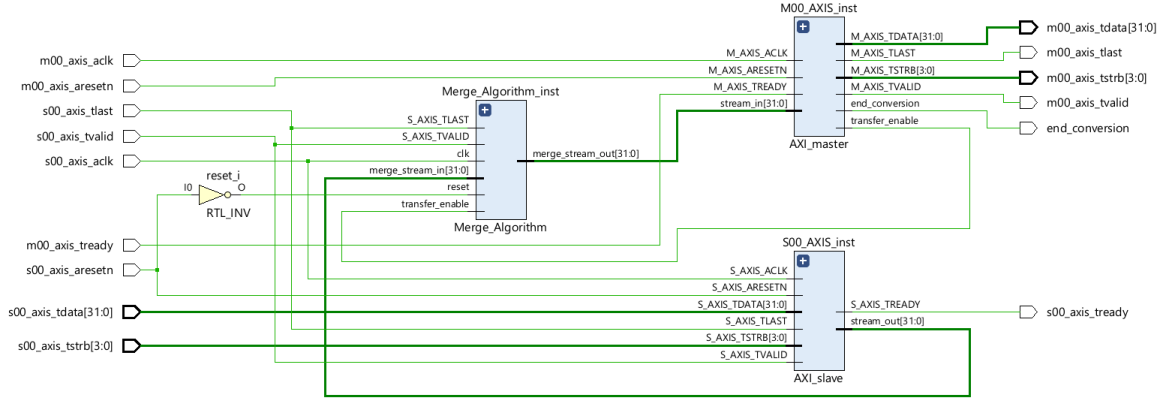 M00_AXIS_inst
m00_axis_aclk
m00_axis_aresetn
s00_axis_tlast
s00_axis_tvalid
s00_axis_aclk
m00_axis_tready
s00_axis_aresetn
s00_axis_tdata[31:0]
s00_axis_tstrb[3:0]
reset_i
I0
O
RTL_INV
Merge_Algorithm_inst
S_AXIS_TLAST
S_AXIS_TVALID
clk
merge_stream_in[31:0]
reset
transfer_enable
merge_stream_out[31:0]
Merge_Algorithm
M_AXIS_ACLK
M_AXIS_ARESETN
M_AXIS_TREADY
stream_in[31:0]
M_AXIS_TDATA[31:0]
M_AXIS_TLAST
M_AXIS_TSTRB[3:0]
M_AXIS_TVALID
end_conversion
transfer_enable
AXI_master
S00_AXIS_inst
S_AXIS_ACLK
S_AXIS_ARESETN
S_AXIS_TDATA[31:0]
S_AXIS_TLAST
S_AXIS_TSTRB[3:0]
S_AXIS_TVALID
S_AXIS_TREADY
stream_out[31:0]
AXI_slave
m00_axis_tdata[31:0]
m00_axis_tlast
m00_axis_tstrb[3:0]
m00_axis_tvalid
end_conversion
s00_axis_tready